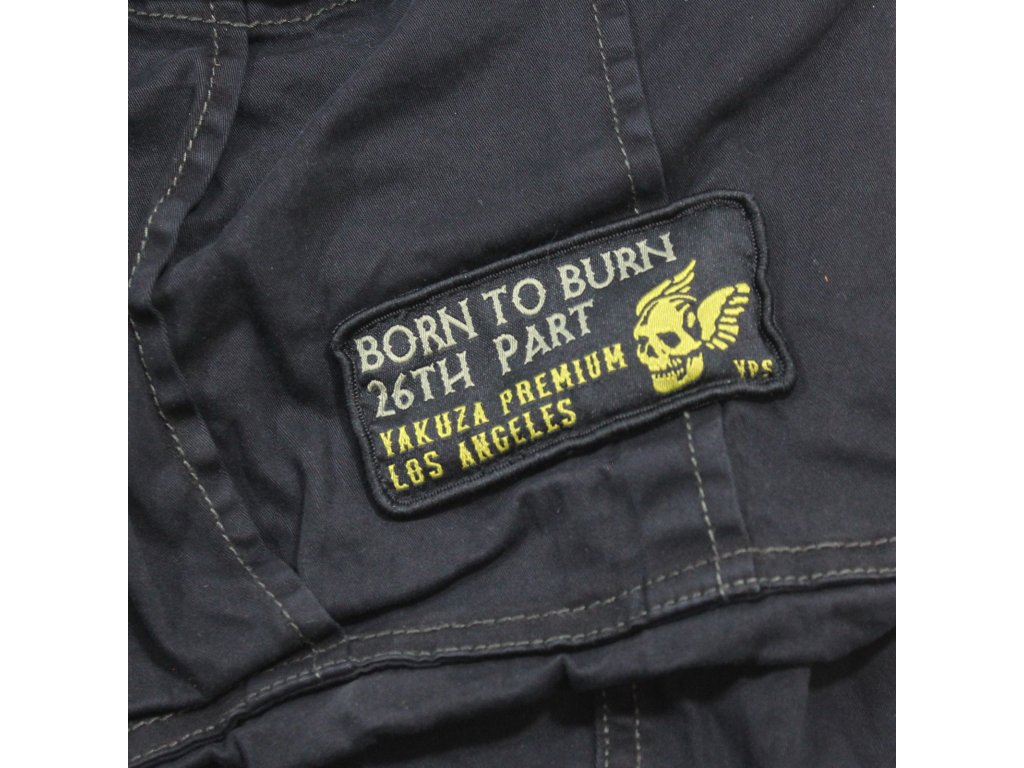 BORN TO BURN
26TH PART
YAKUZA PREMIUM
LOS ANGELES
YPS